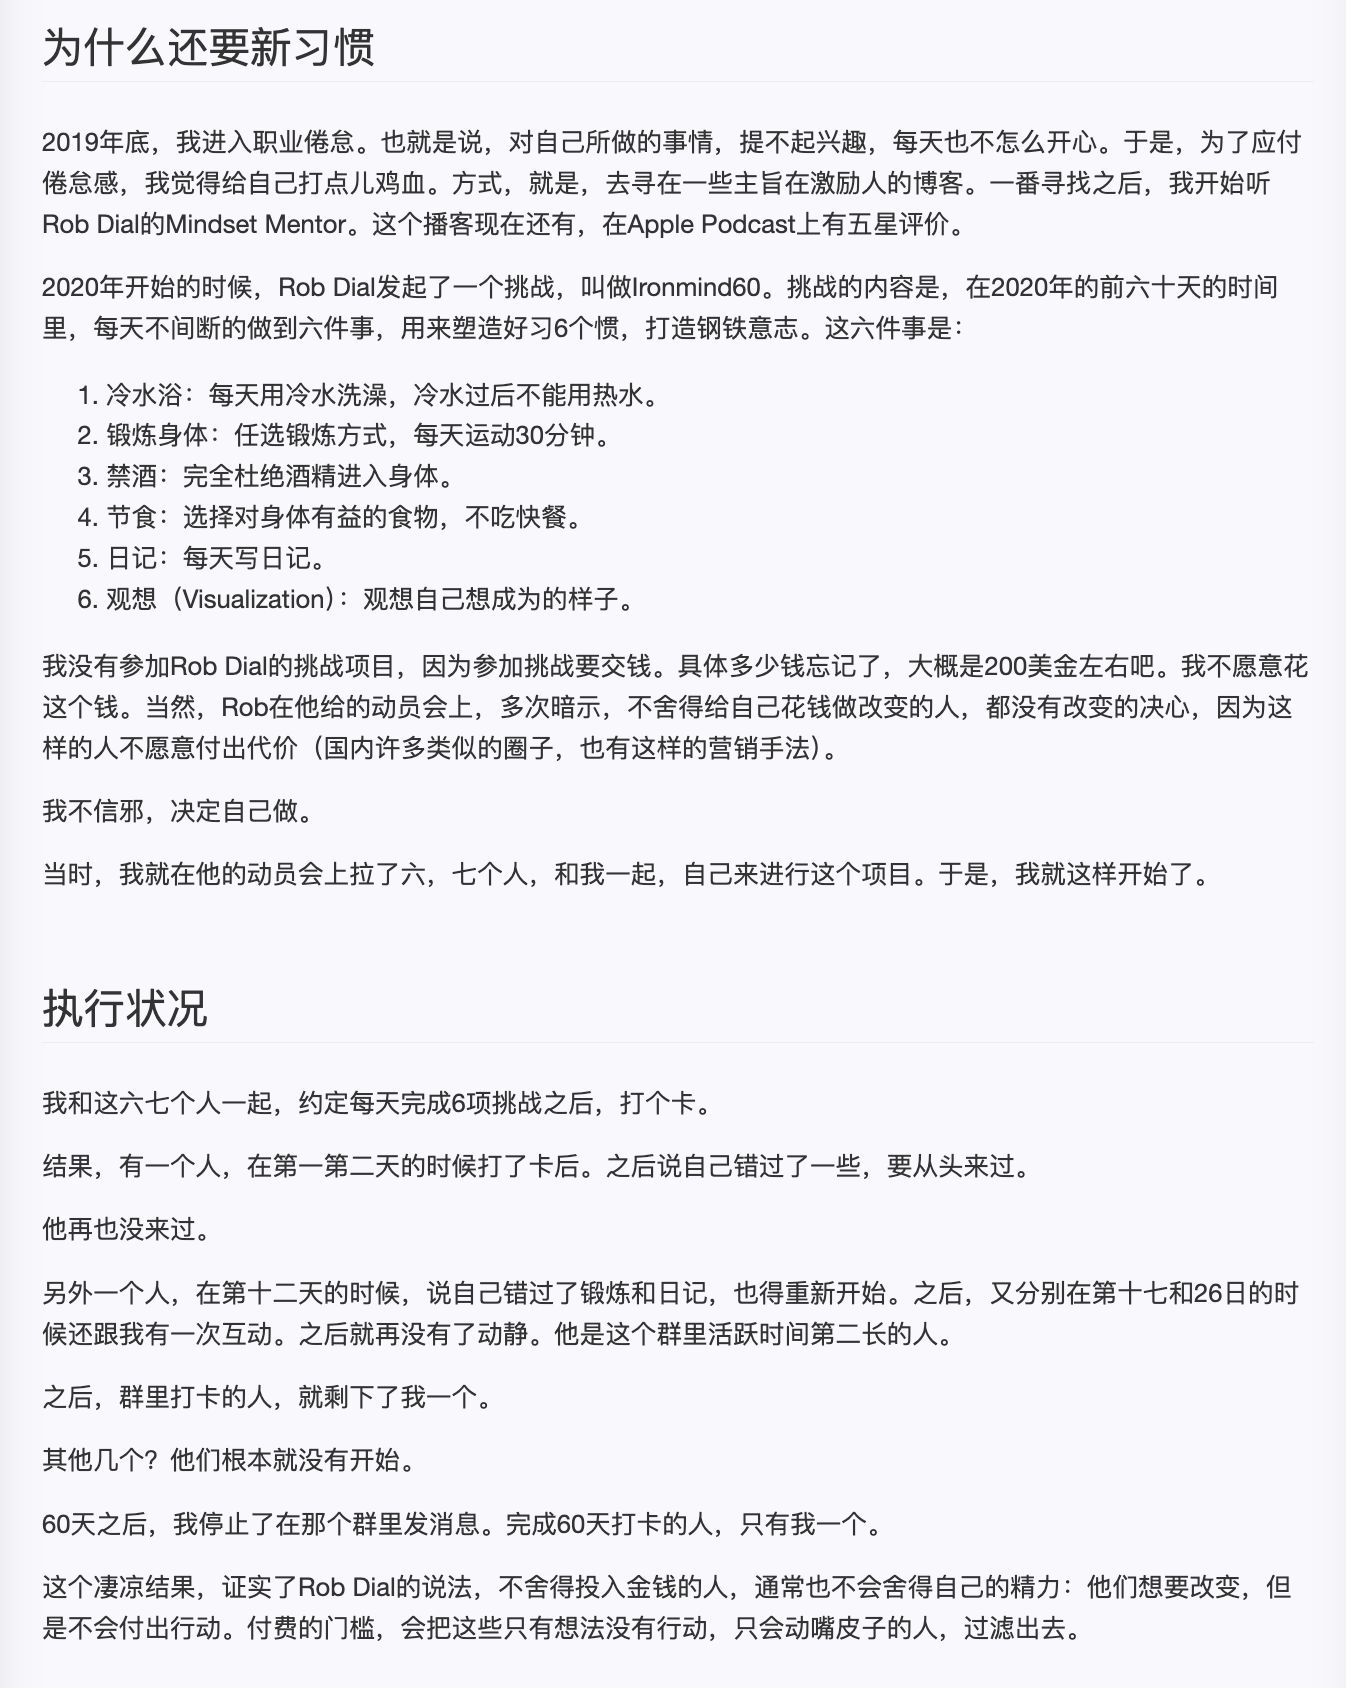 为什么还要新习惯
2019年底，我进入职业倦怠。也就是说，对自己所做的事情，提不起兴趣，每天也不怎么开心。于是，为了应付
倦怠感，我觉得给自己打点儿鸡血。方式，就是，去寻在一些主旨在激励人的博客。一番寻找之后，我开始听
Rob Dial的Mindset Mentor。这个播客现在还有，在Apple Podcast上有五星评价。
2020年开始的时候，Rob Dial发起了一个挑战，叫做Ironmind60。挑战的内容是，在2020年的前六十天的时间
里，每天不间断的做到六件事，用来塑造好习6个惯，打造钢铁意志。这六件事是：
1. 冷水浴：每天用冷水洗澡，冷水过后不能用热水。
2. 锻炼身体：任选锻炼方式，每天运动30分钟。
3. 禁酒：完全杜绝酒精进入身体。
4. 节食：选择对身体有益的食物，不吃快餐。
5. 日记：每天写日记。
6. 观想（Visualization）：观想自己想成为的样子。
我没有参加Rob Dial的挑战项目，因为参加挑战要交钱。具体多少钱忘记了，大概是200美金左右吧。我不愿意花
这个钱。当然，Rob在他给的动员会上，多次暗示，不舍得给自己花钱做改变的人，都没有改变的决心，因为这
样的人不愿意付出代价（国内许多类似的圈子，也有这样的营销手法）。
我不信邪，决定自己做。
当时，我就在他的动员会上拉了六，七个人，和我一起，自己来进行这个项目。于是，我就这样开始了。
执行状况
我和这六七个人一起，约定每天完成6项挑战之后，打个卡。
结果，有一个人，在第一第二天的时候打了卡后。之后说自己错过了一些，要从头来过。
他再也没来过。
另外一个人，在第十二天的时候，说自己错过了锻炼和日记，也得重新开始。之后，又分别在第十七和26日的时
候还跟我有一次互动。之后就再没有了动静。他是这个群里活跃时间第二长的人。
之后，群里打卡的人，就剩下了我一个。
其他几个？他们根本就没有开始。
60天之后，我停止了在那个群里发消息。完成60天打卡的人，只有我一个。
这个凄凉结果，证实了Rob Dial的说法，不舍得投入金钱的人，通常也不会舍得自己的精力：他们想要改变，但
是不会付出行动。付费的门槛，会把这些只有想法没有行动，只会动嘴皮子的人，过滤出去。